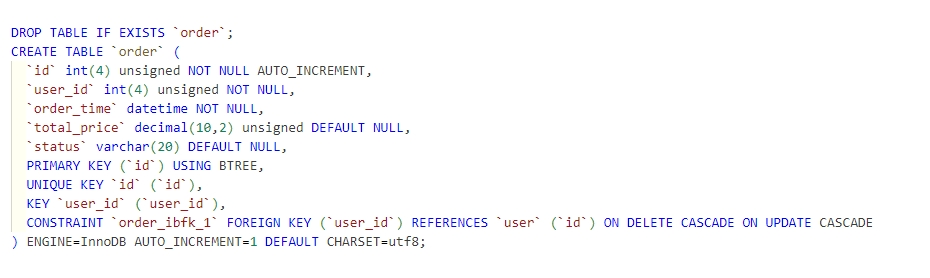 DROP TABLE IF EXISTS `order`;
CREATE TABLE `order` (
`id` int(4) unsigned NOT NULL AUTO_INCREMENT,
`user_id` int(4) unsigned NOT NULL,
`order_time` datetime NOT NULL,
`total_price` decimal(10,2) unsigned DEFAULT NULL,
`status` varchar(20) DEFAULT NULL,
PRIMARY KEY (`id`) USING BTREE,
UNIQUE KEY `id` (`id`),
KEY `user_id` (`user_id`),
CONSTRAINT `order_ibfk_1` FOREIGN KEY (`user_id`) REFERENCES `user` (`id`) ON DELETE CASCADE ON UPDATE CASCADE
) ENGINE=InnoDB AUTO_INCREMENT=1 DEFAULT CHARSET=utf8;